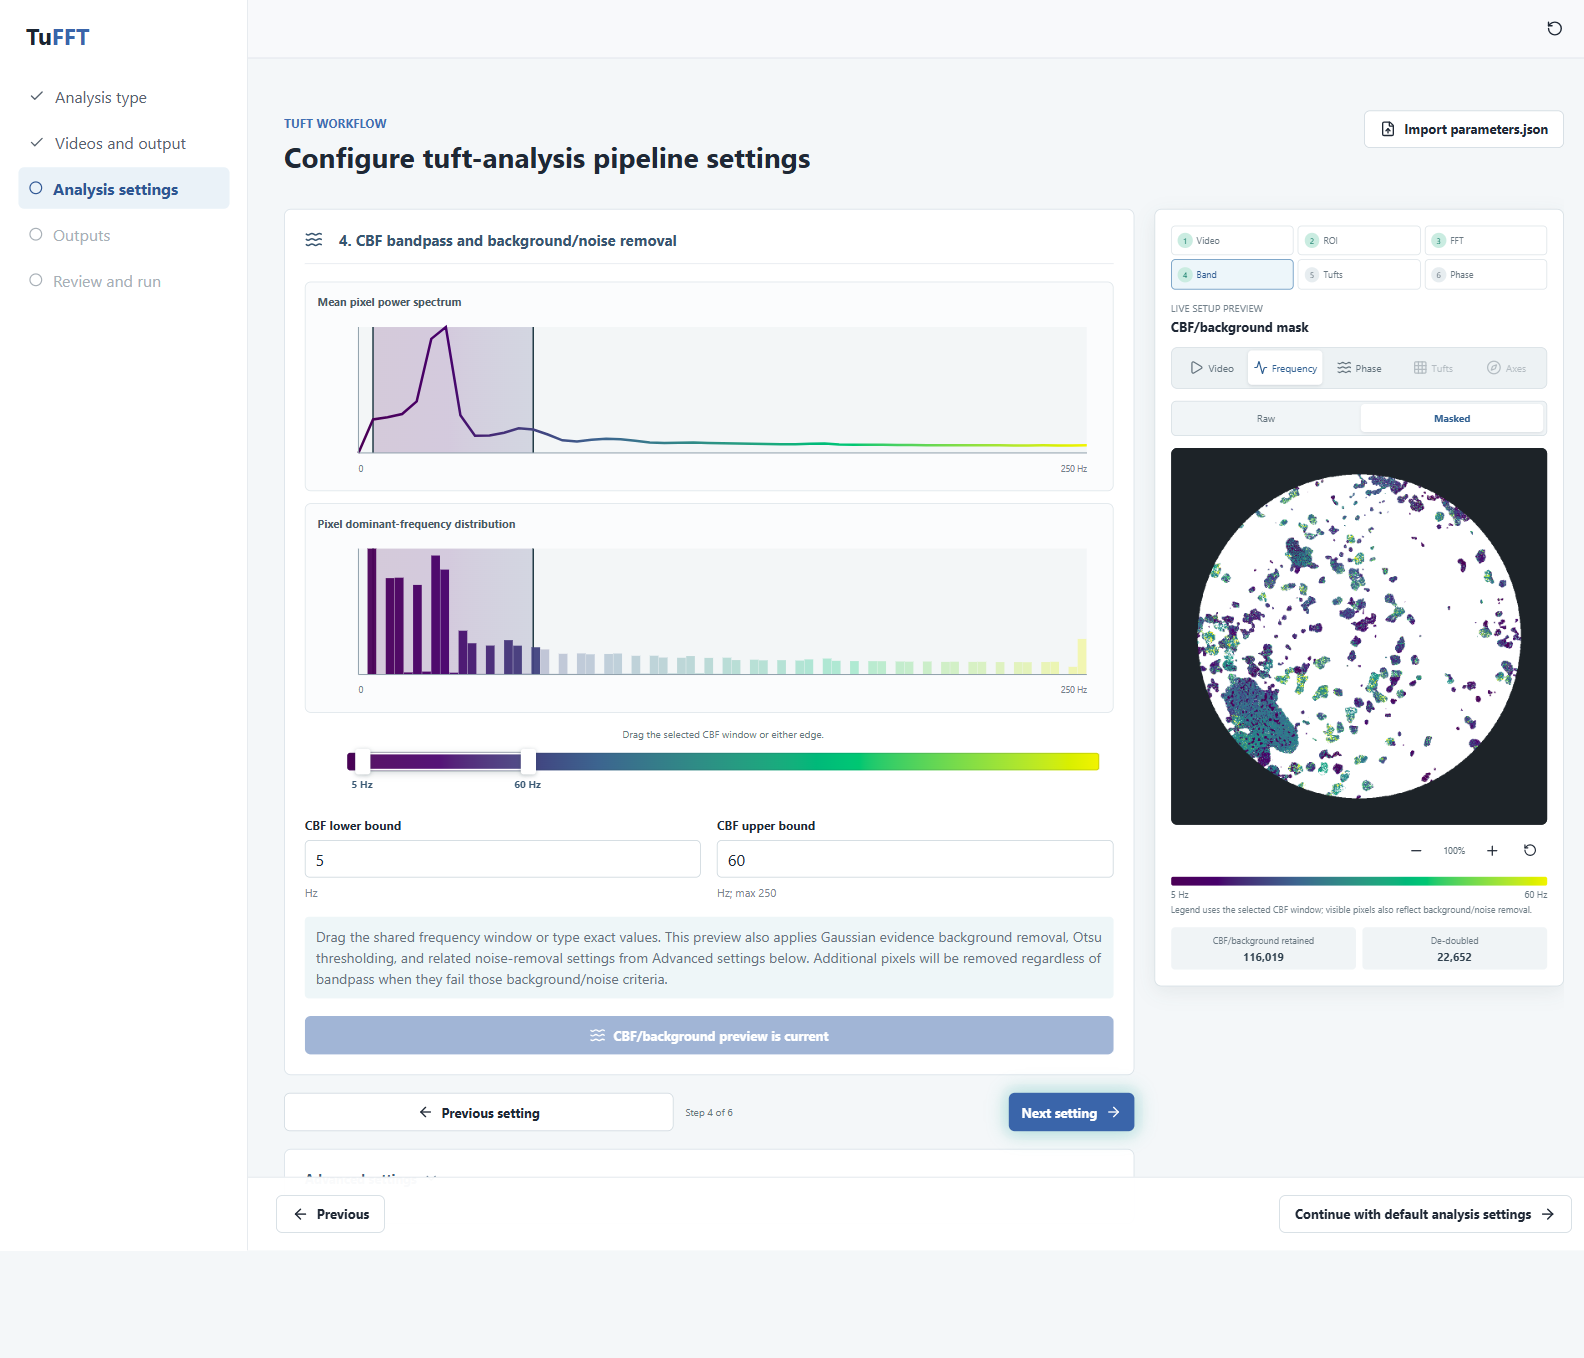 TuFFT
Analysis type
Videos and output
Analysis settings
Outputs
Review and run
TUFT WORKFLOW
Configure tuft-analysis pipeline settings
Import parameters.json
4. CBF bandpass and background/noise removal
Mean pixel power spectrum
0
250 Hz
Pixel dominant-frequency distribution
0
250 Hz
Drag the selected CBF window or either edge.
5 Hz
60 Hz
CBF lower bound
CBF upper bound
5
60
Hz
Hz; max 250
Drag the shared frequency window or type exact values. This preview also applies Gaussian evidence background removal, Otsu
thresholding, and related noise-removal settings from Advanced settings below. Additional pixels will be removed regardless of
bandpass when they fail those background/noise criteria.
CBF/background preview is current
Previous setting
Step 4 of 6
Next setting
1 Video
2 ROI
3 FFT
4 Band
5 Tufts
6 Phase
LIVE SETUP PREVIEW
CBF/background mask
Video
Frequency
Phase
Tufts
Axes
Raw
Masked
100%
5 Hz
60 Hz
Legend uses the selected CBF window; visible pixels also reflect background/noise removal.
CBF/background retained
116,019
De-doubled
22,652
Previous
Continue with default analysis settings